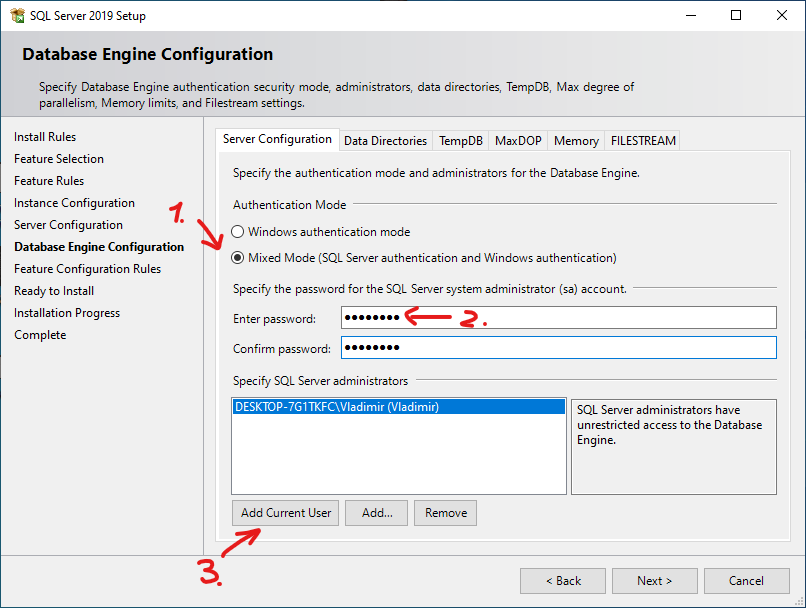 SQL Server 2019 Setup
Database Engine Configuration
Specify Database Engine authentication security mode, administrators, data directories, TempDB, Max degree of
parallelism, Memory limits, and Filestream settings.
Install Rules
Feature Selection
Feature Rules
Instance Configuration
Server Configuration
Database Engine Configuration
Feature Configuration Rules
Ready to Install
Installation Progress
Complete
Server Configuration Data Directories TempDB MaxDOP Memory FILESTREAM
Specify the authentication mode and administrators for the Database Engine.
Authentication Mode
1.
Windows authentication mode
Mixed Mode (SQL Server authentication and Windows authentication)
Specify the password for the SQL Server system administrator (sa) account.
Enter password: ●●●●●●●● 2.
Confirm password: ●●●●●●●●
Specify SQL Server administrators
DESKTOP-7G1TKFC\Vladimir (Vladimir)
SQL Server administrators have
unrestricted access to the Database
Engine.
Add Current User Add... Remove
3.
< Back Next > Cancel